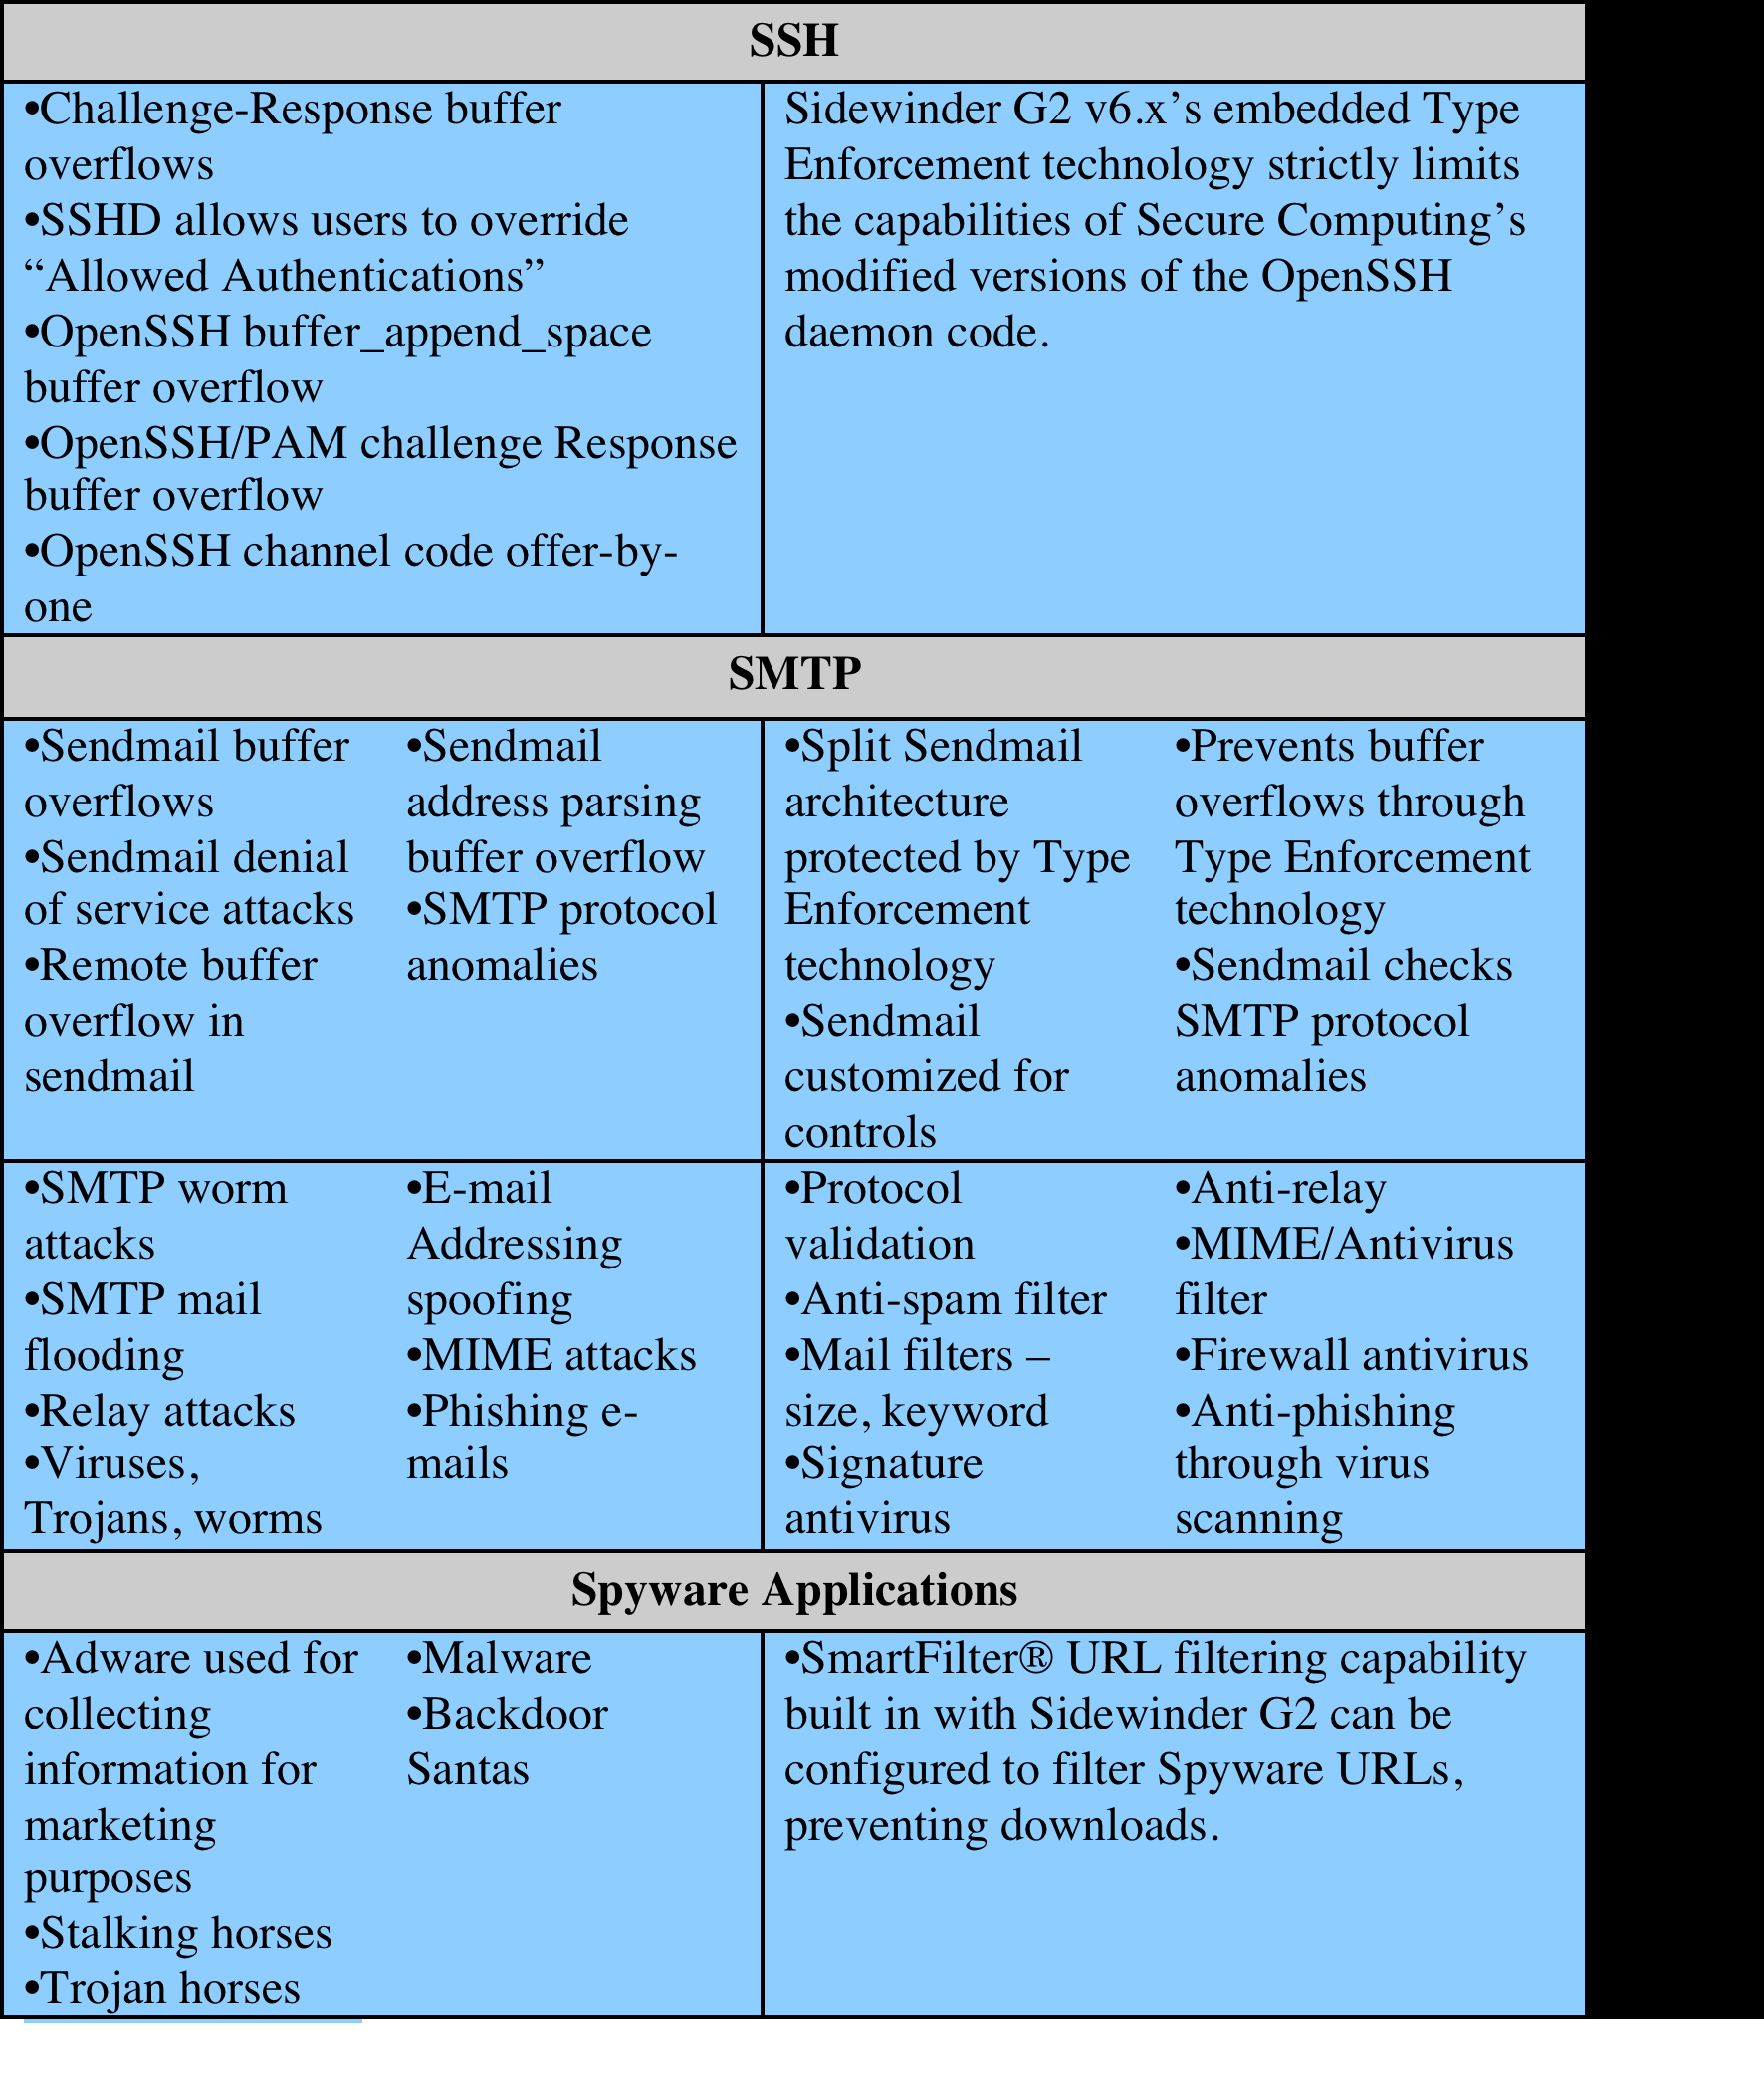 SSH
•Challenge-Response buffer
overflows
•SSHD allows users to override
“Allowed Authentications”
•OpenSSH buffer_append_space
buffer overflow
•OpenSSH/PAM challenge Response
buffer overflow
•OpenSSH channel code offer-by-
one
Sidewinder G2 v6.x’s embedded Type
Enforcement technology strictly limits
the capabilities of Secure Computing’s
modified versions of the OpenSSH
daemon code.
SMTP
•Sendmail buffer
overflows
•Sendmail denial
of service attacks
•Remote buffer
overflow in
sendmail
•Sendmail
address parsing
buffer overflow
•SMTP protocol
anomalies
•Split Sendmail
architecture
protected by Type
Enforcement
technology
•Sendmail
customized for
controls
•Prevents buffer
overflows through
Type Enforcement
technology
•Sendmail checks
SMTP protocol
anomalies
•SMTP worm
attacks
•SMTP mail
flooding
•Relay attacks
•Viruses,
Trojans, worms
•E-mail
Addressing
spoofing
•MIME attacks
•Phishing e-
mails
•Protocol
validation
•Anti-spam filter
•Mail filters –
size, keyword
•Signature
antivirus
•Anti-relay
•MIME/Antivirus
filter
•Firewall antivirus
•Anti-phishing
through virus
scanning
Spyware Applications
•Adware used for
collecting
information for
marketing
purposes
•Stalking horses
•Trojan horses
•Malware
•Backdoor
Santas
•SmartFilter® URL filtering capability
built in with Sidewinder G2 can be
configured to filter Spyware URLs,
preventing downloads.